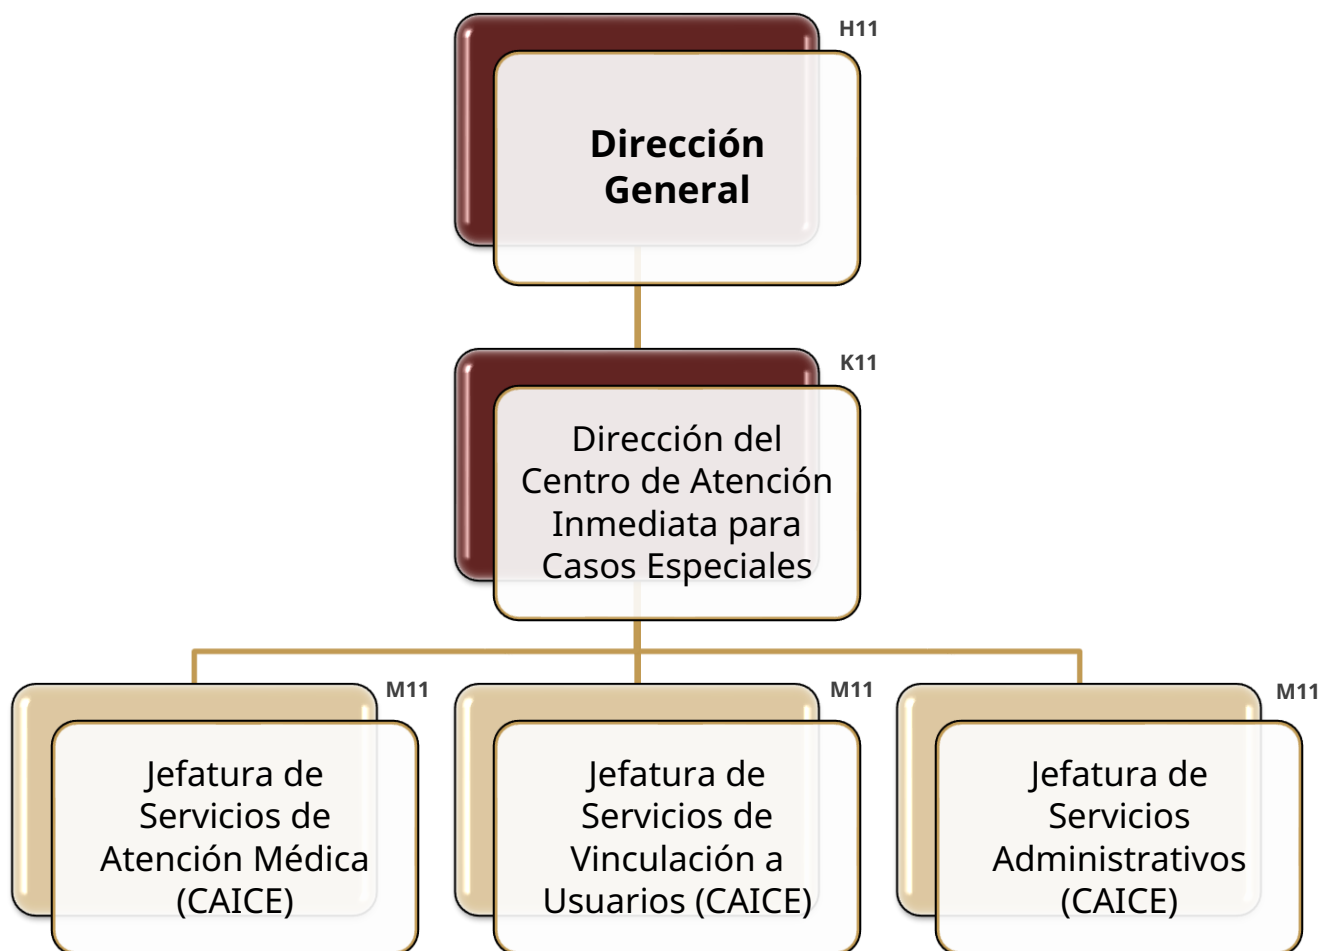 H11
Dirección
General
K11
Dirección del
Centro de Atención
Inmediata para
Casos Especiales
M11
Jefatura de
Servicios de
Atención Médica
(CAICE)
M11
Jefatura de
Servicios de
Vinculación a
Usuarios (CAICE)
M11
Jefatura de
Servicios
Administrativos
(CAICE)